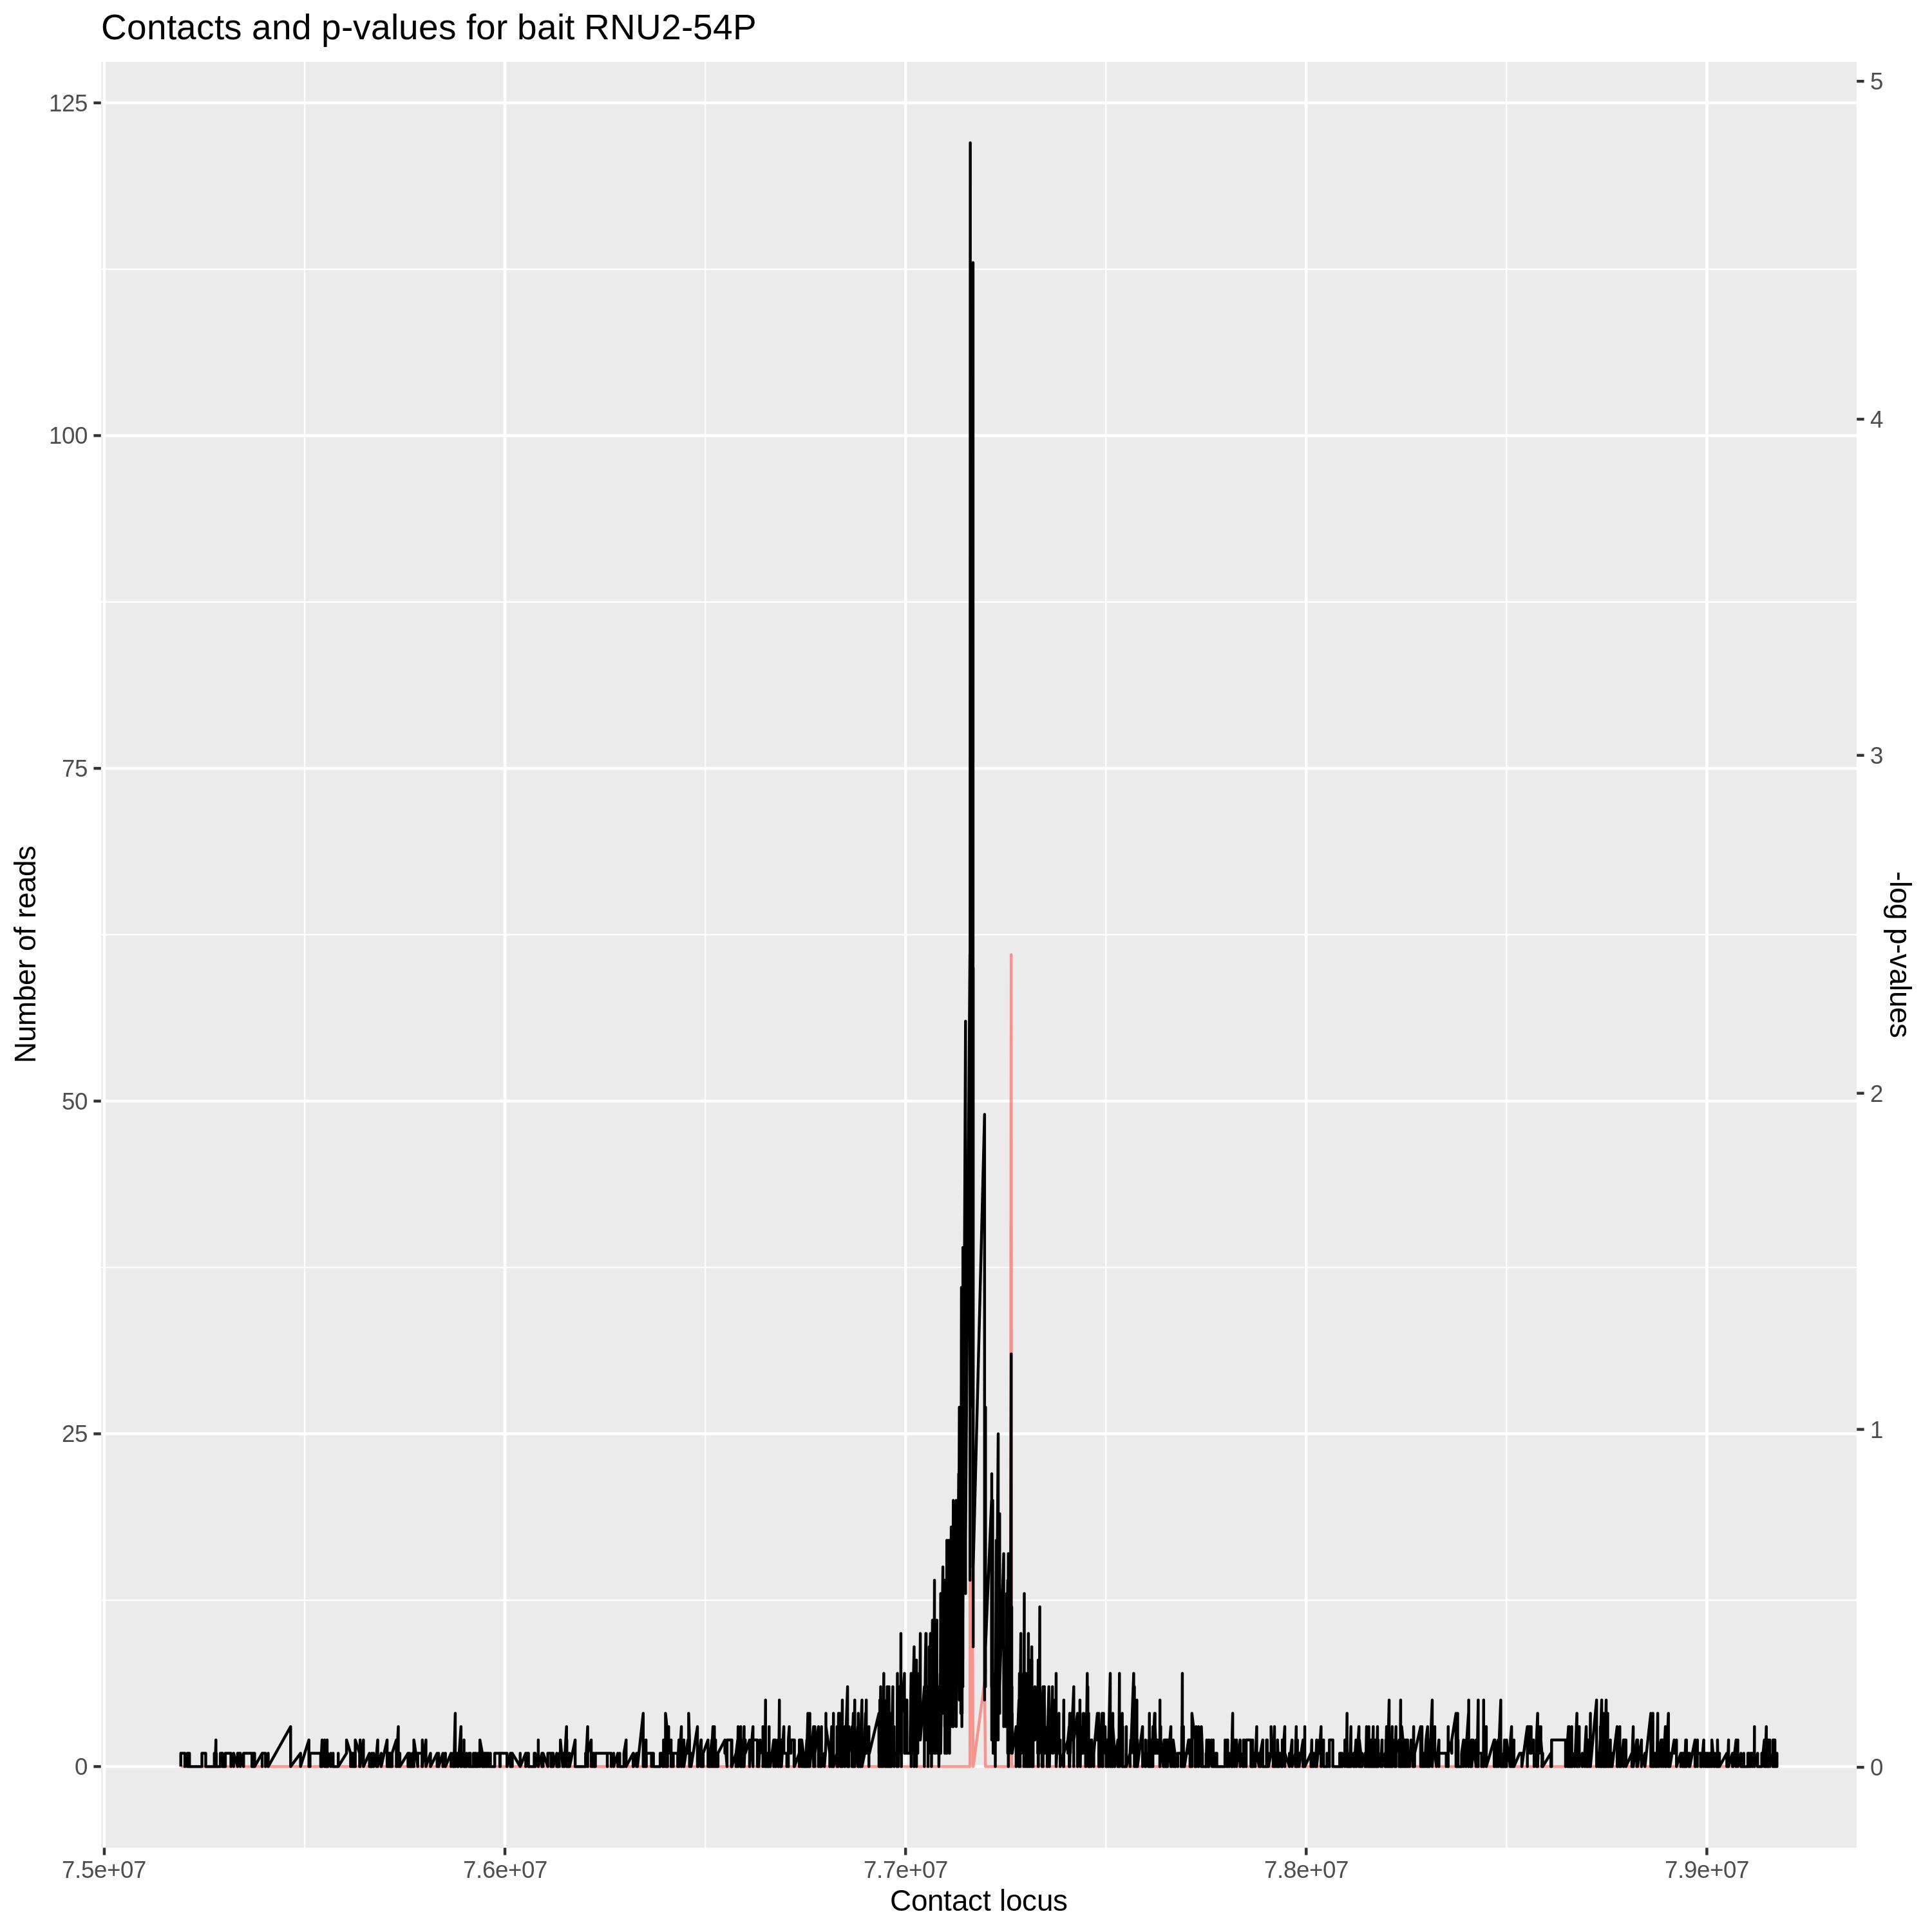 Contacts and p-values for bait RNU2-54P
125
100
75
50
25
0
Number of reads
5
4
3
2
1
0
-log p-values
7.5e+07
7.6e+07
7.7e+07
7.8e+07
7.9e+07
Contact locus